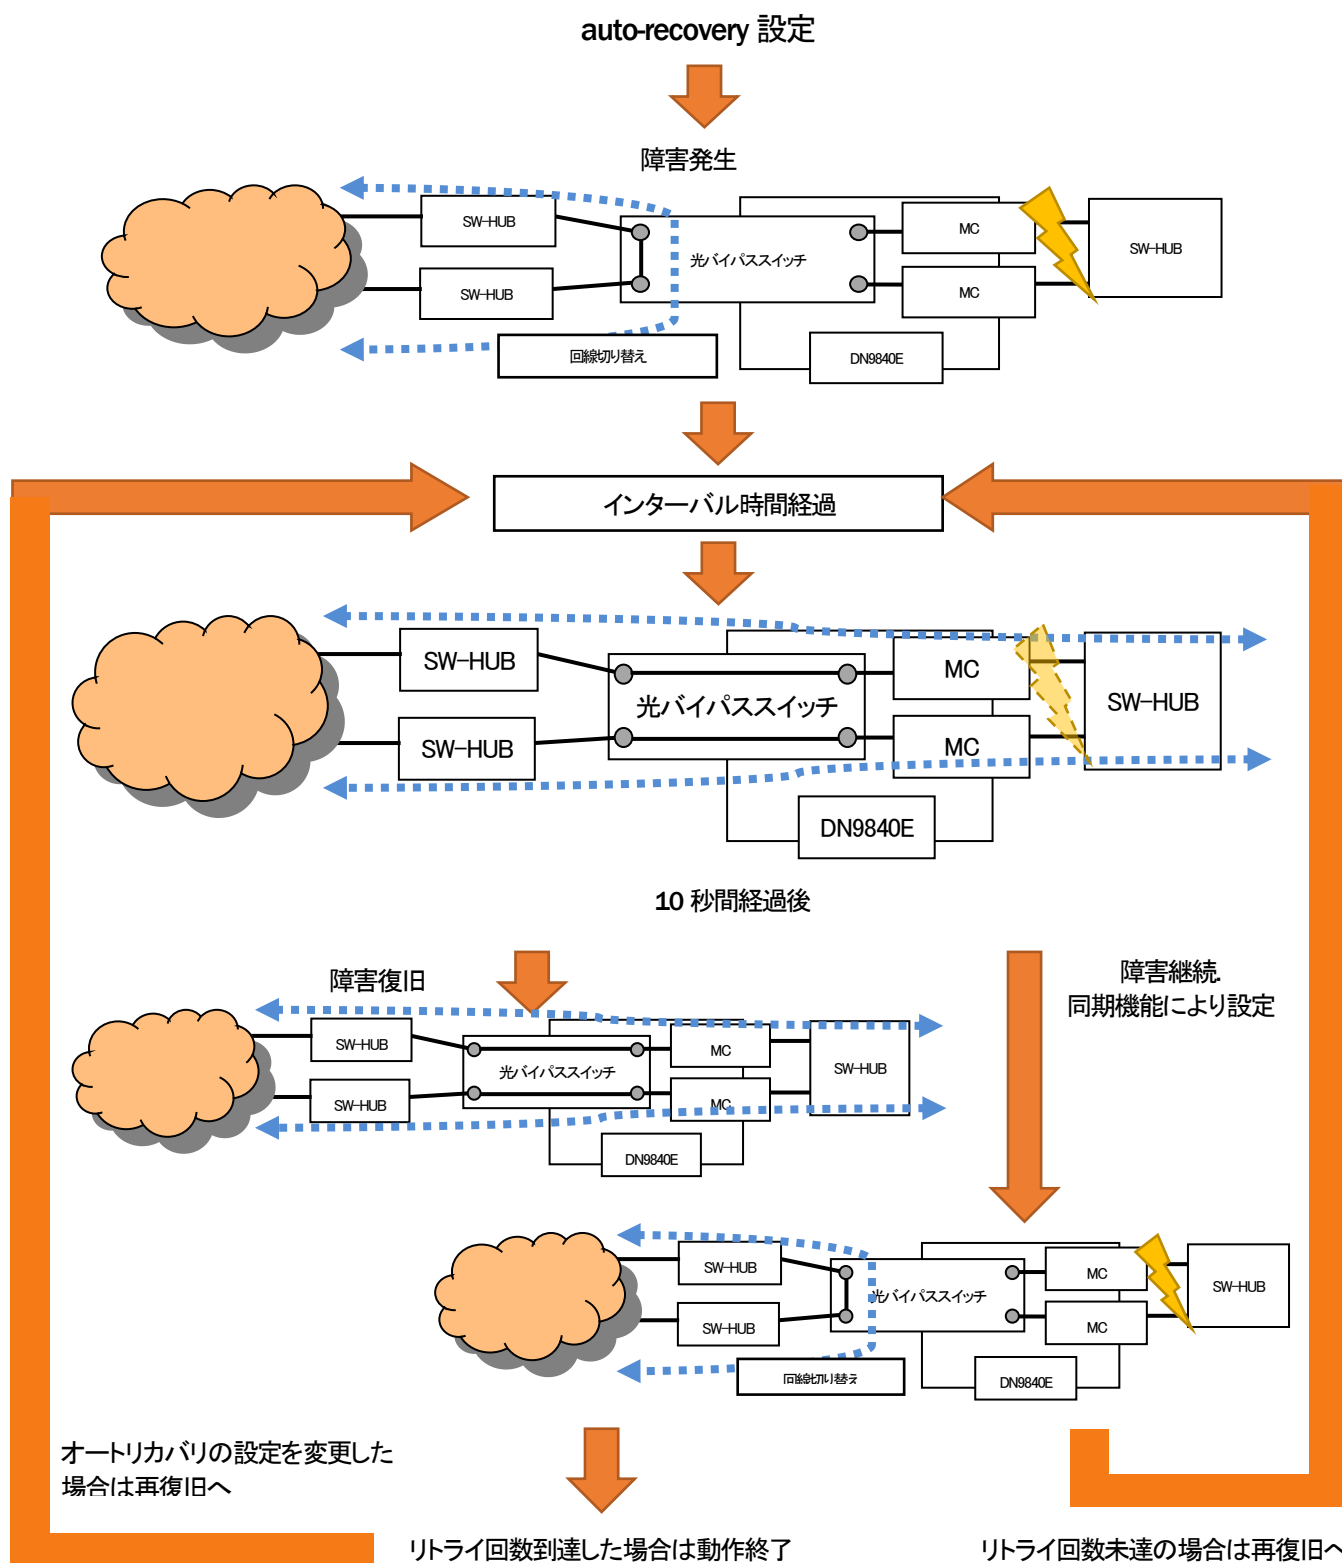 auto-recovery 設定
障害発生
SW-HUB
SW-HUB
光バイパススイッチ
MC
MC
SW-HUB
DN9840E
回線切り替え
インターバル時間経過
SW-HUB
SW-HUB
光バイパススイッチ
MC
MC
SW-HUB
DN9840E
10 秒間経過後
障害復旧
障害継続.
同期機能により設定
SW-HUB
SW-HUB
光バイパススイッチ
MC
MC
SW-HUB
DN9840E
SW-HUB
SW-HUB
光バイパススイッチ
MC
MC
SW-HUB
DN9840E
回線切り替え
オートリカバリの設定を変更した
場合は再復旧へ
リトライ回数到達した場合は動作終了
リトライ回数未達の場合は再復旧へ